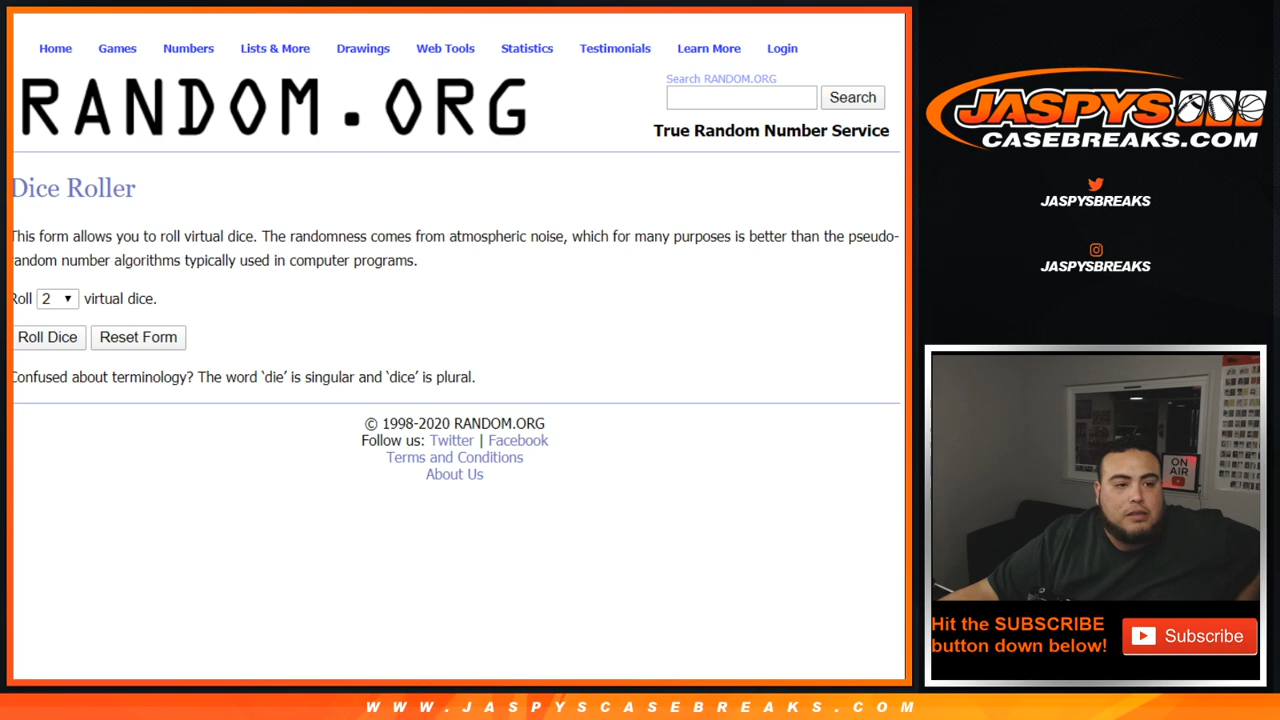 Home Games Numbers Lists & More Drawings Web Tools Statistics Testimonials Learn More Login
RANDOM.ORG
Search RANDOM.ORG
Search
True Random Number Service
Dice Roller
This form allows you to roll virtual dice. The randomness comes from atmospheric noise, which for many purposes is better than the pseudo-
random number algorithms typically used in computer programs.
Roll 2 virtual dice.
Roll Dice Reset Form
Confused about terminology? The word ‘die’ is singular and ‘dice’ is plural.
© 1998-2020 RANDOM.ORG
Follow us: Twitter | Facebook
Terms and Conditions
About Us
JASPYS
CASEBREAKS.COM
JASPYSBREAKS
JASPYSBREAKS
ON
AIR
Hit the SUBSCRIBE
button down below!
Subscribe
WWW.JASPYSCASEBREAKS.COM